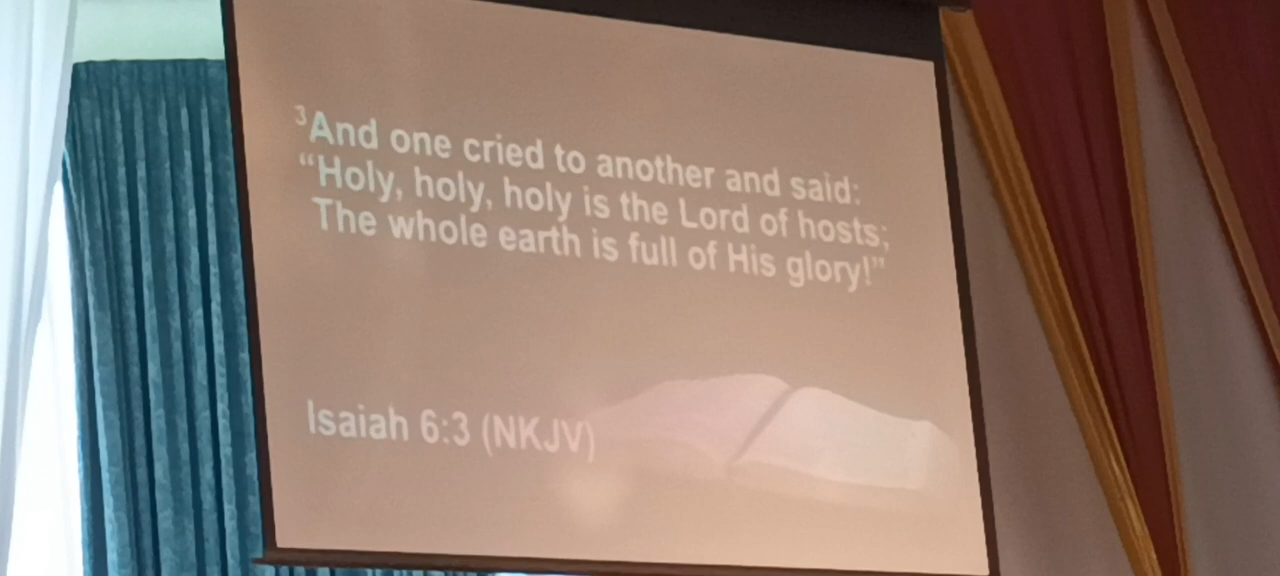 ³And one cried to another and said:
“Holy, holy, holy is the Lord of hosts;
The whole earth is full of His glory!”
Isaiah 6:3 (NKJV)